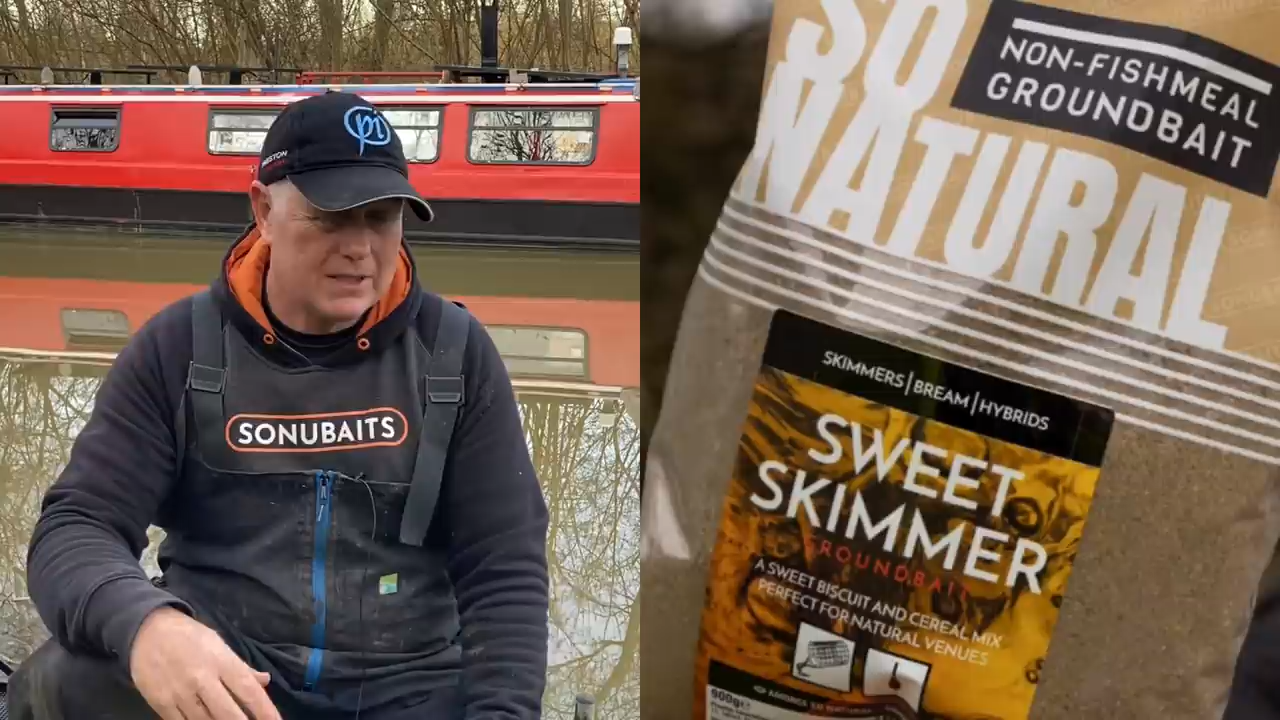 pi
PRESTON
SONUBAITS
SO
NATURAL
NON-FISHMEAL
GROUNDBAIT
SKIMMERS|BREAM|HYBRIDS
SWEET
SKIMMER
GROUNDBAIT
A SWEET BISCUIT AND CEREAL MIX
PERFECT FOR NATURAL VENUES
900g e